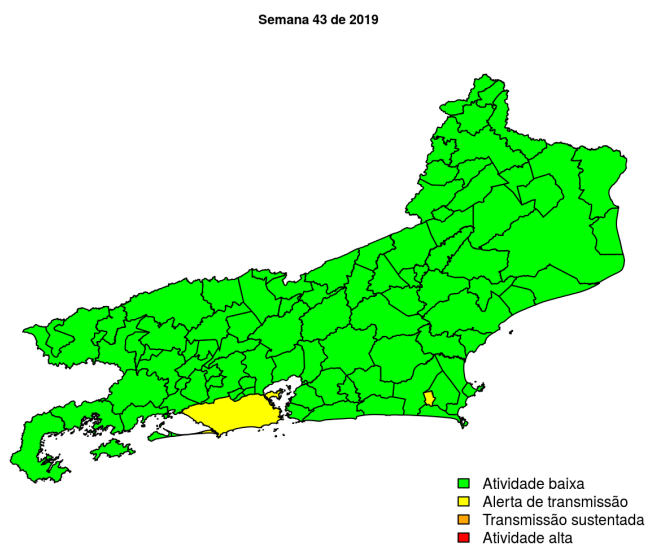 Semana 43 de 2019
Atividade baixa
Alerta de transmissão
Transmissão sustentada
Atividade alta